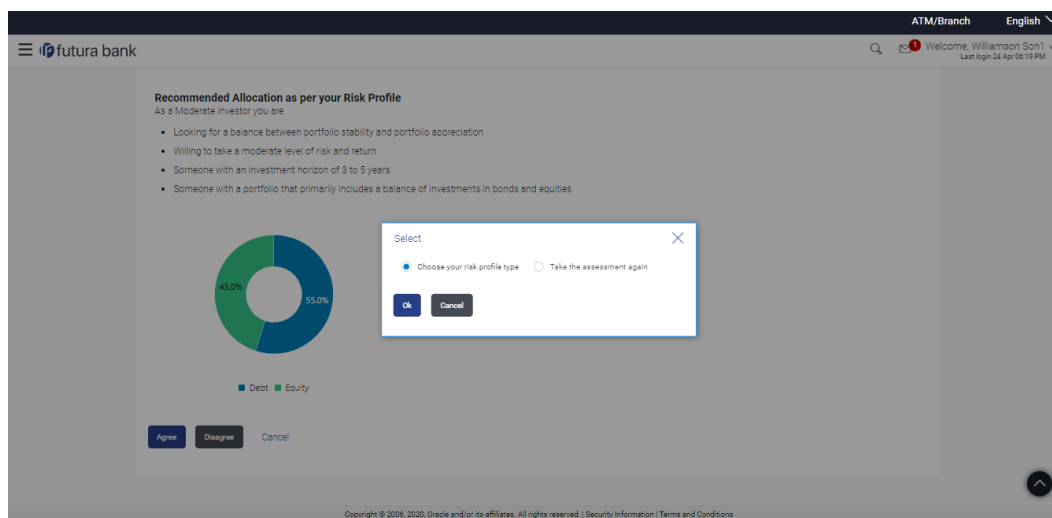 ATM/Branch English
futura bank
1 Welcome, Williamson Son1
Last login 24 Apr 06:19 PM
Recommended Allocation as per your Risk Profile
As a Moderate investor you are
• Looking for a balance between portfolio stability and portfolio appreciation
• Willing to take a moderate level of risk and return
• Someone with an investment horizon of 3 to 5 years
• Someone with a portfolio that primarily includes a balance of investments in bonds and equities
Select
Choose your risk profile type Take the assessment again
Ok Cancel
45.0%
55.0%
Debt Equity
Agree Disagree Cancel
Copyright © 2006, 2020, Oracle and/or its affiliates. All rights reserved. | Security Information | Terms and Conditions